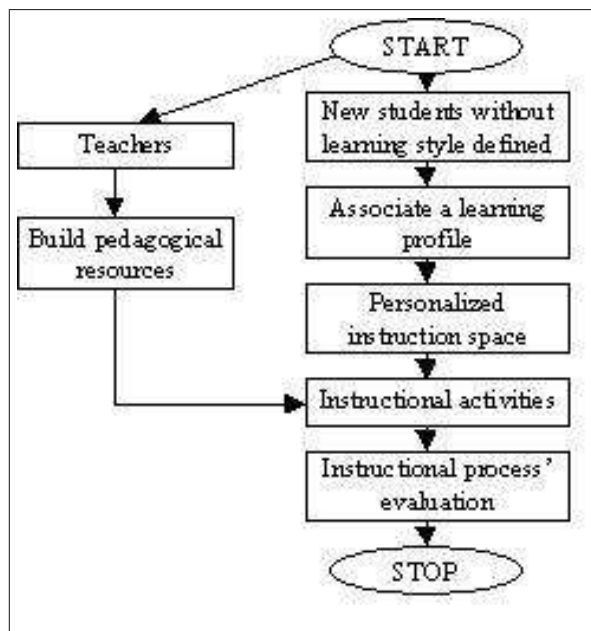 START
New students without
learning style defined
Teachers
Associate a learning
profile
Build pedagogical
resources
Personalized
instruction space
Instructional activities
Instructional process’
evaluation
STOP